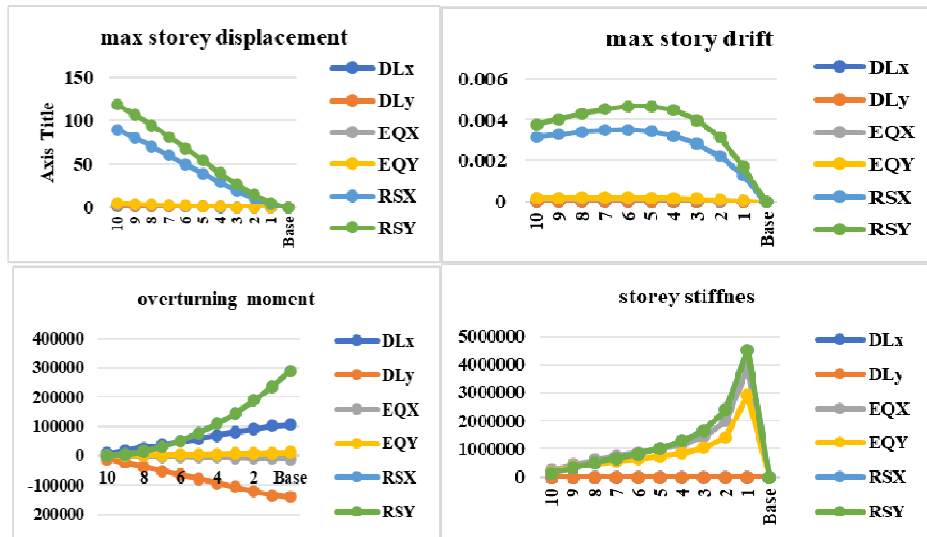 max storey displacement
150
100
50
0
Axis Title
10
9
8
7
6
5
4
3
2
1
Base
DLx
DLy
EQX
EQY
RSX
RSY
max story drift
0.006
0.004
0.002
0
10
9
8
7
6
5
4
3
2
1
Base
DLx
DLy
EQX
EQY
RSX
RSY
overturning moment
400000
300000
200000
100000
0
-100000
200000
10
8
6
4
2
Base
DLx
DLy
EQX
EQY
RSX
RSY
storey stiffnes
5000000
4000000
3000000
2000000
1000000
0
10
9
8
7
6
5
4
3
2
1
Base
DLx
DLy
EQX
EQY
RSX
RSY